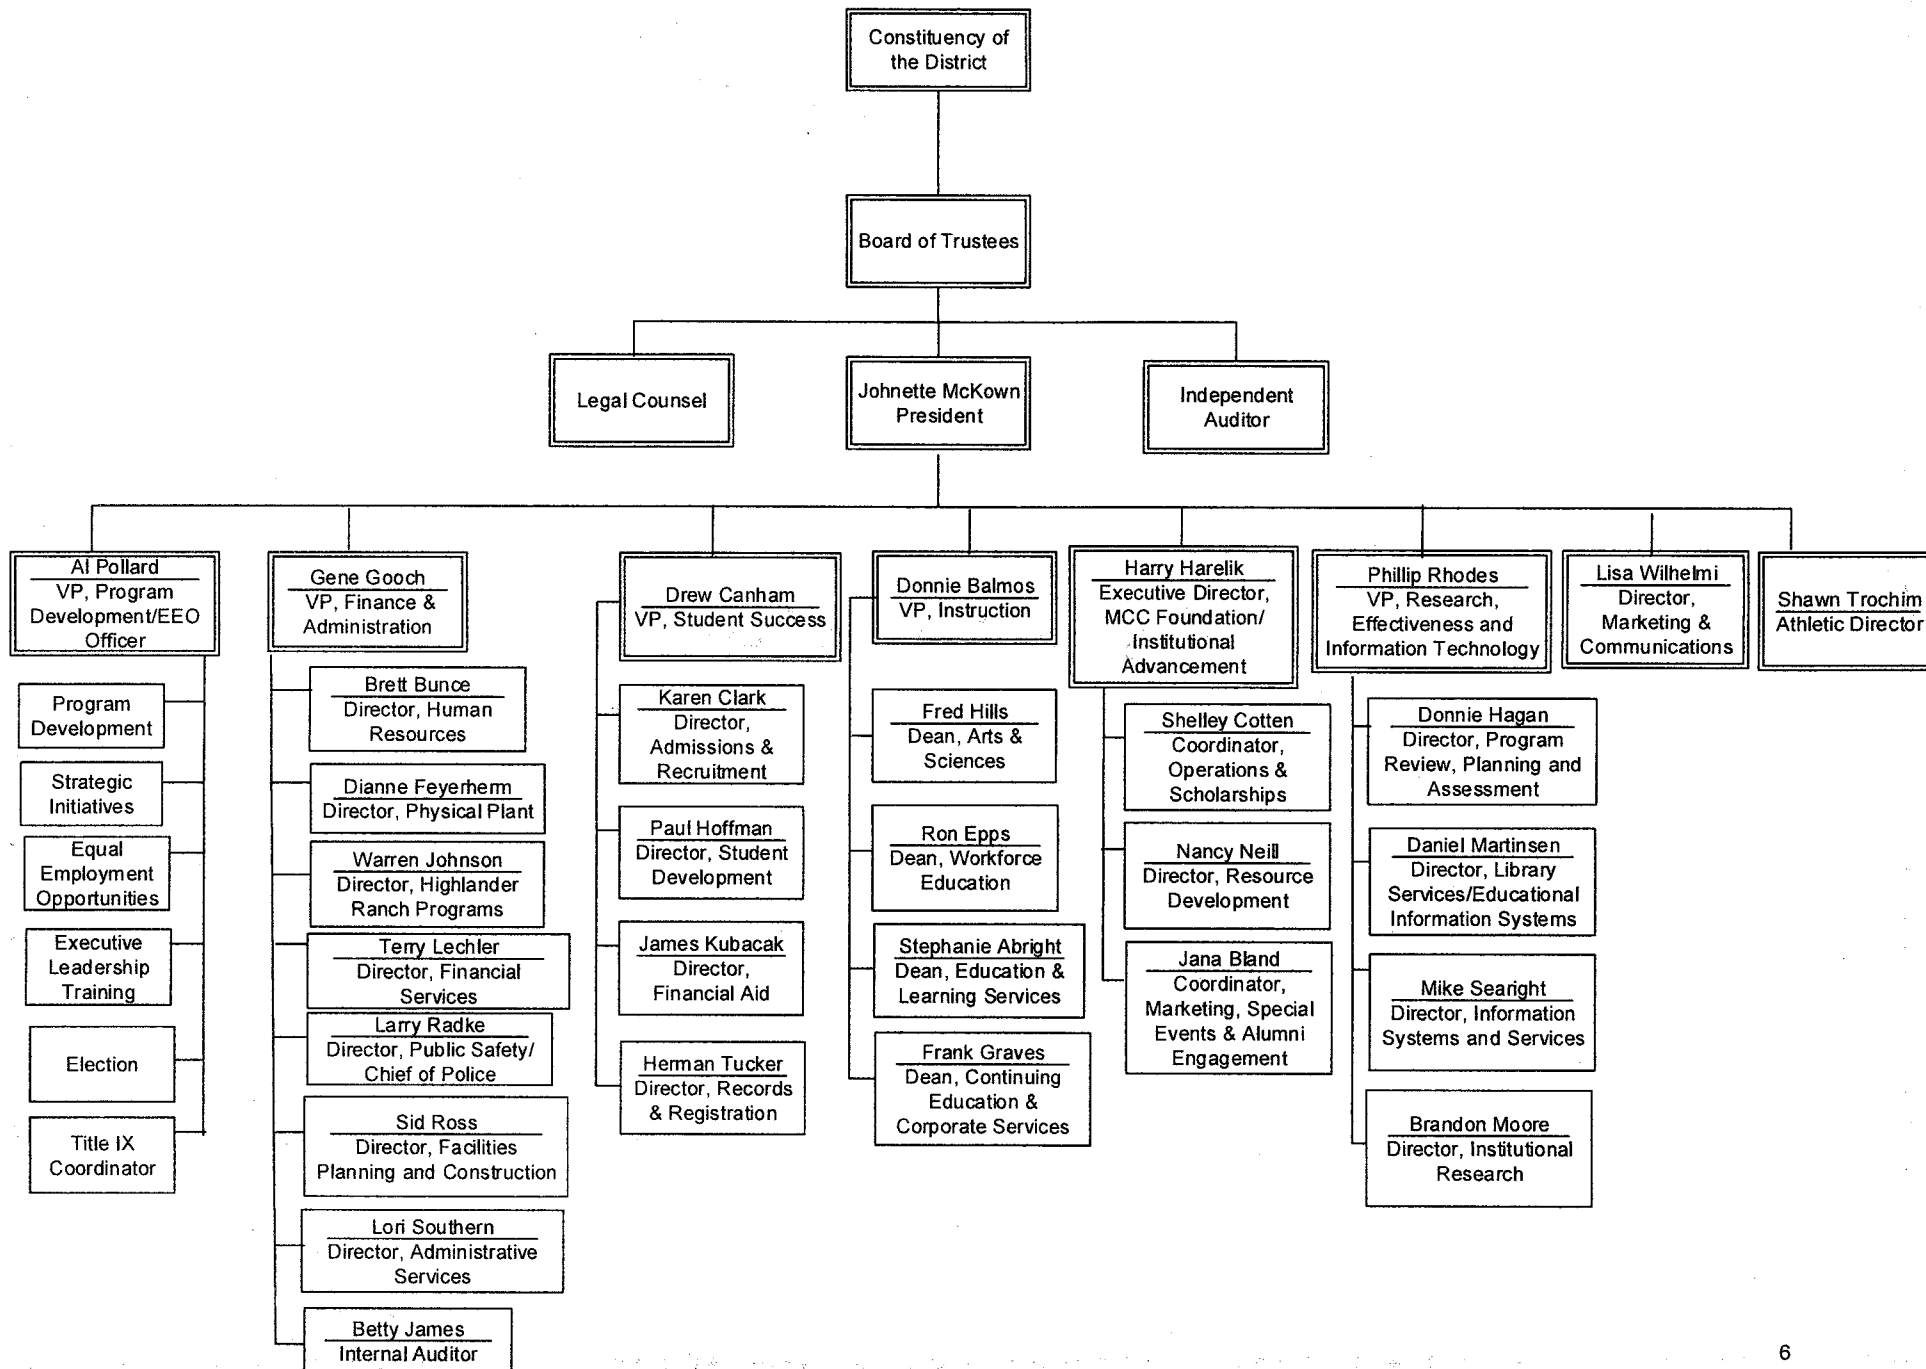 Constituency of
the District
Board of Trustees
Legal Counsel
Johnette McKown
President
Independent
Auditor
Al Pollard
VP, Program
Development/EEO
Officer
Program
Development
Strategic
Initiatives
Equal
Employment
Opportunities
Executive
Leadership
Training
Election
Title IX
Coordinator
Gene Gooch
VP, Finance &
Administration
Brett Bunce
Director, Human
Resources
Dianne Feyerherm
Director, Physical Plant
Warren Johnson
Director, Highlander
Ranch Programs
Terry Lechler
Director, Financial
Services
Larry Radke
Director, Public Safety/
Chief of Police
Sid Ross
Director, Facilities
Planning and Construction
Lori Southern
Director, Administrative
Services
Betty James
Internal Auditor
Drew Canham
VP, Student Success
Karen Clark
Director,
Admissions &
Recruitment
Paul Hoffman
Director, Student
Development
James Kubacak
Director,
Financial Aid
Herman Tucker
Director, Records
& Registration
Donnie Balmos
VP, Instruction
Fred Hills
Dean, Arts &
Sciences
Ron Epps
Dean, Workforce
Education
Stephanie Abright
Dean, Education &
Learning Services
Frank Graves
Dean, Continuing
Education &
Corporate Services
Harry Harelik
Executive Director,
MCC Foundation/
Institutional
Advancement
Shelley Cotten
Coordinator,
Operations &
Scholarships
Nancy Neill
Director, Resource
Development
Jana Bland
Coordinator,
Marketing, Special
Events & Alumni
Engagement
Phillip Rhodes
VP, Research,
Effectiveness and
Information Technology
Donnie Hagan
Director, Program
Review, Planning and
Assessment
Daniel Martinsen
Director, Library
Services/Educational
Information Systems
Mike Searight
Director, Information
Systems and Services
Brandon Moore
Director, Institutional
Research
Lisa Wilhelmi
Director,
Marketing &
Communications
Shawn Trochim
Athletic Director
6